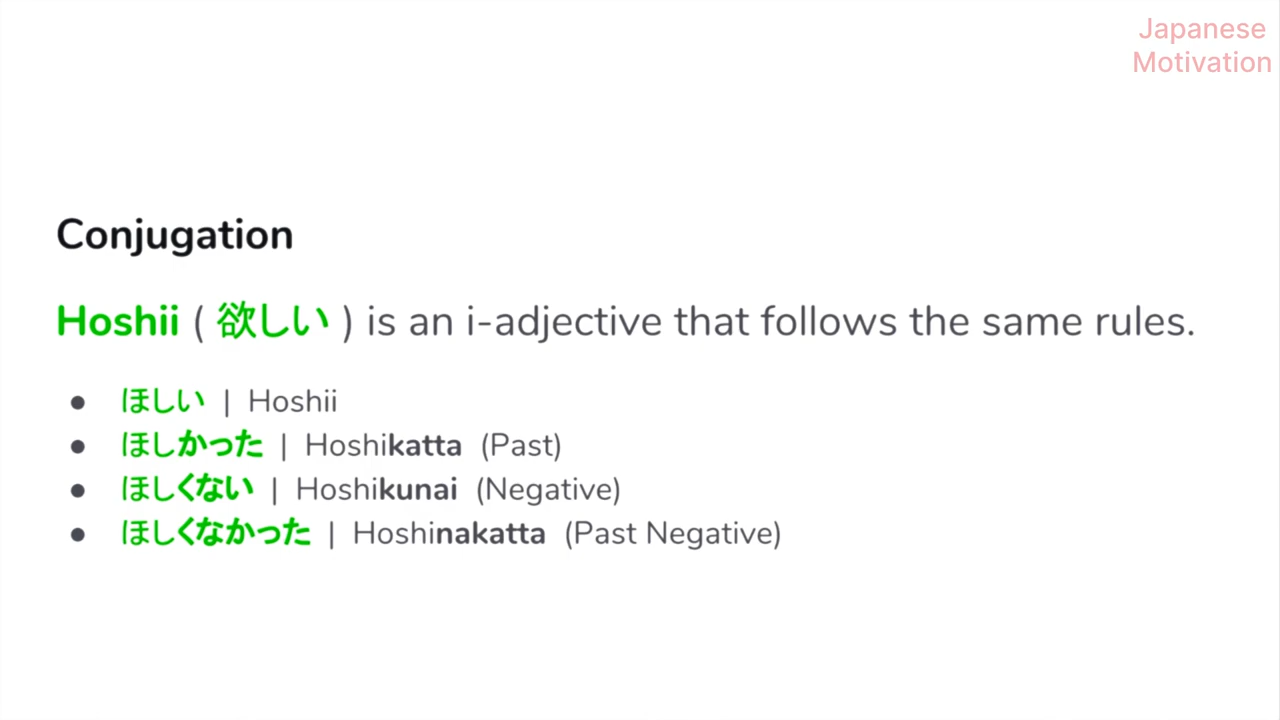 Japanese
Motivation
Conjugation
Hoshii ( 欲しい ) is an i-adjective that follows the same rules.
● ほしい | Hoshii
● ほしかった | Hoshikatta (Past)
● ほしくない | Hoshikunai (Negative)
● ほしくなかった | Hoshinakatta (Past Negative)